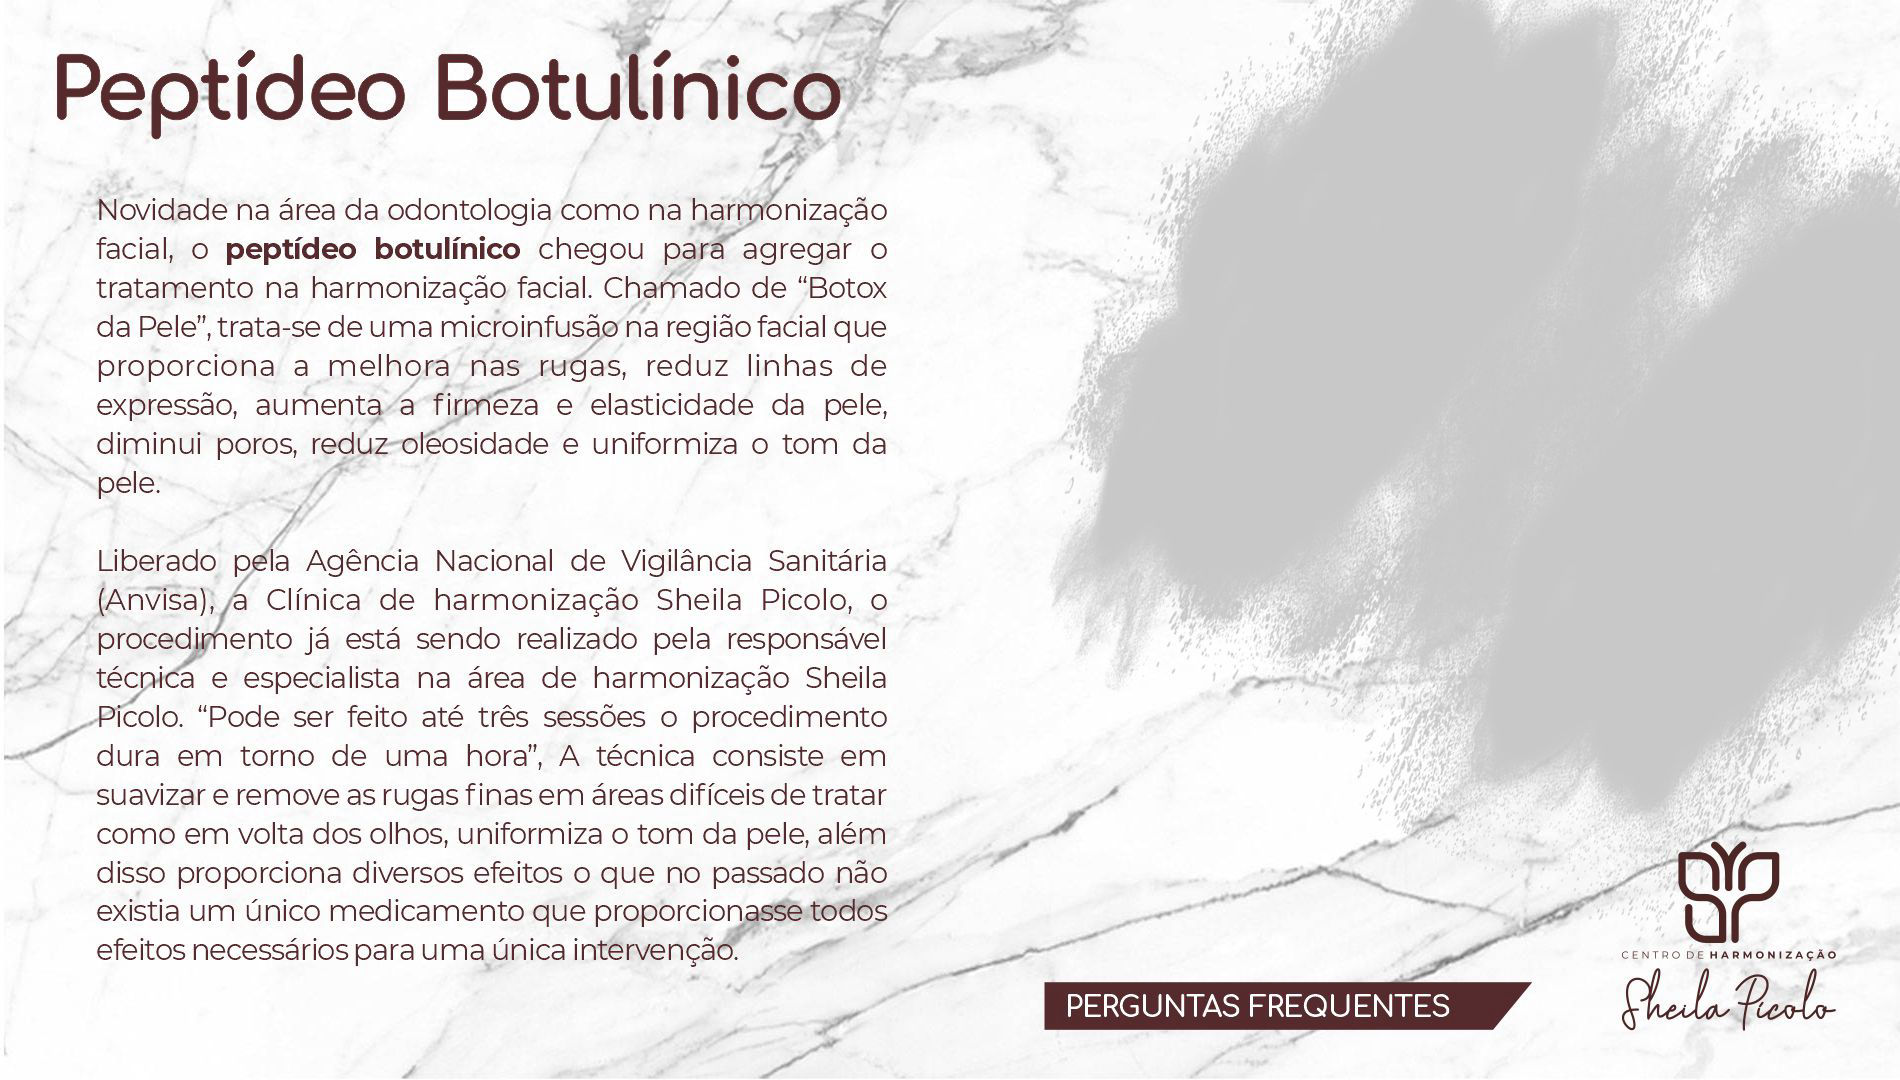 Peptídeo Botulínico
Novidade na área da odontologia como na harmonização
facial, o peptídeo botulínico chegou para agregar o
tratamento na harmonização facial. Chamado de “Botox
da Pele”, trata-se de uma microinfusão na região facial que
proporciona a melhora nas rugas, reduz linhas de
expressão, aumenta a firmeza e elasticidade da pele,
diminui poros, reduz oleosidade e uniformiza o tom da
pele.
Liberado pela Agência Nacional de Vigilância Sanitária
(Anvisa), a Clínica de harmonização Sheila Picolo, o
procedimento já está sendo realizado pela responsável
técnica e especialista na área de harmonização Sheila
Picolo. “Pode ser feito até três sessões o procedimento
dura em torno de uma hora”, A técnica consiste em
suavizar e remove as rugas finas em áreas difíceis de tratar
como em volta dos olhos, uniformiza o tom da pele, além
disso proporciona diversos efeitos o que no passado não
existia um único medicamento que proporcionasse todos
efeitos necessários para uma única intervenção.
PERGUNTAS FREQUENTES
CENTRO DE HARMONIZAÇÃO
Sheila Picolo